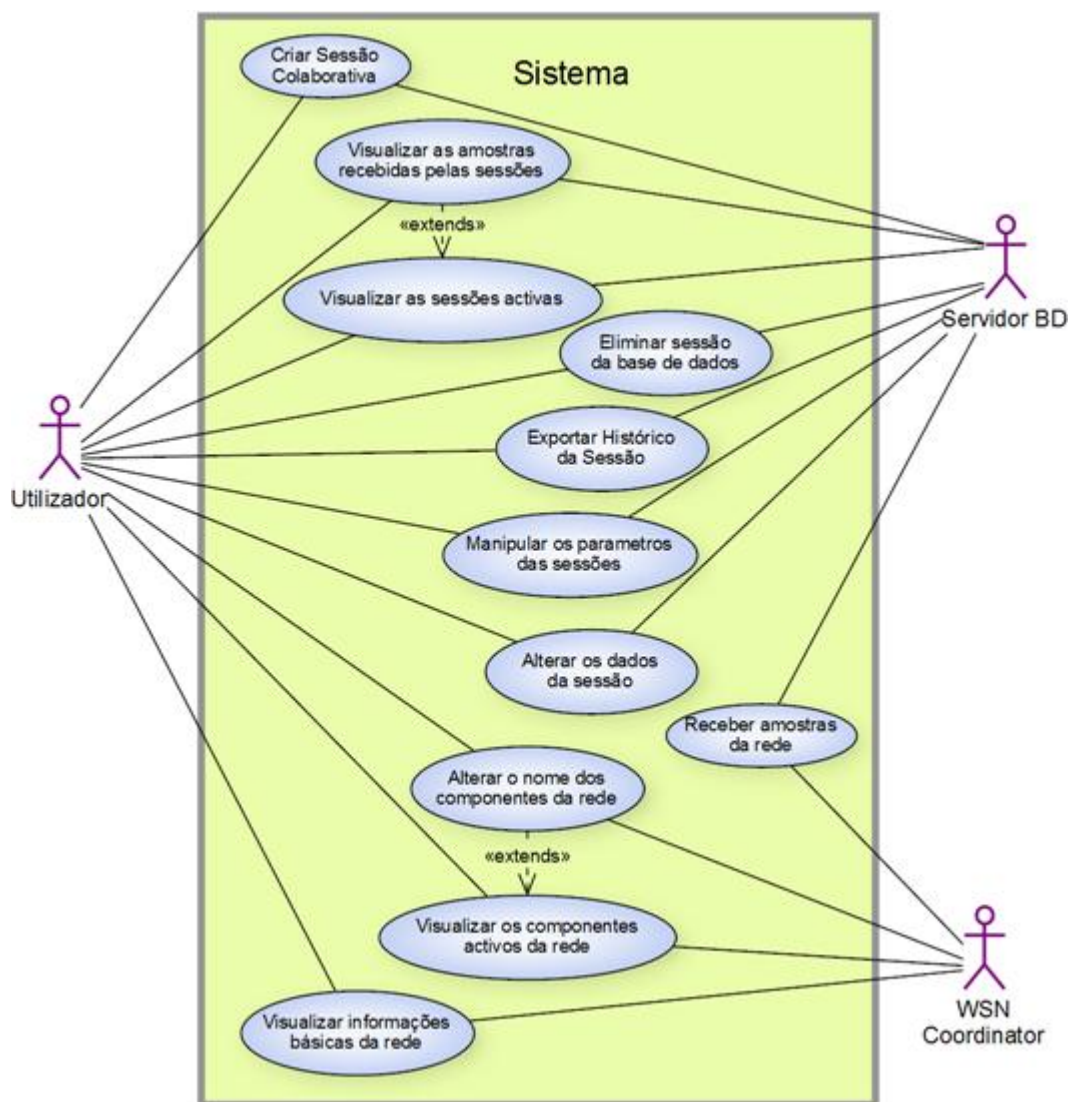 Criar Sessão
Colaborativa
Sistema
Visualizar as amostras
recebidas pelas sessões
«extends»
Visualizar as sessões activas
Servidor BD
Eliminar sessão
da base de dados
Exportar Histórico
da Sessão
Utilizador
Manipular os parametros
das sessões
Alterar os dados
da sessão
Receber amostras
da rede
Alterar o nome dos
componentes da rede
«extends»
Visualizar os componentes
activos da rede
WSN
Coordinator
Visualizar informações
básicas da rede